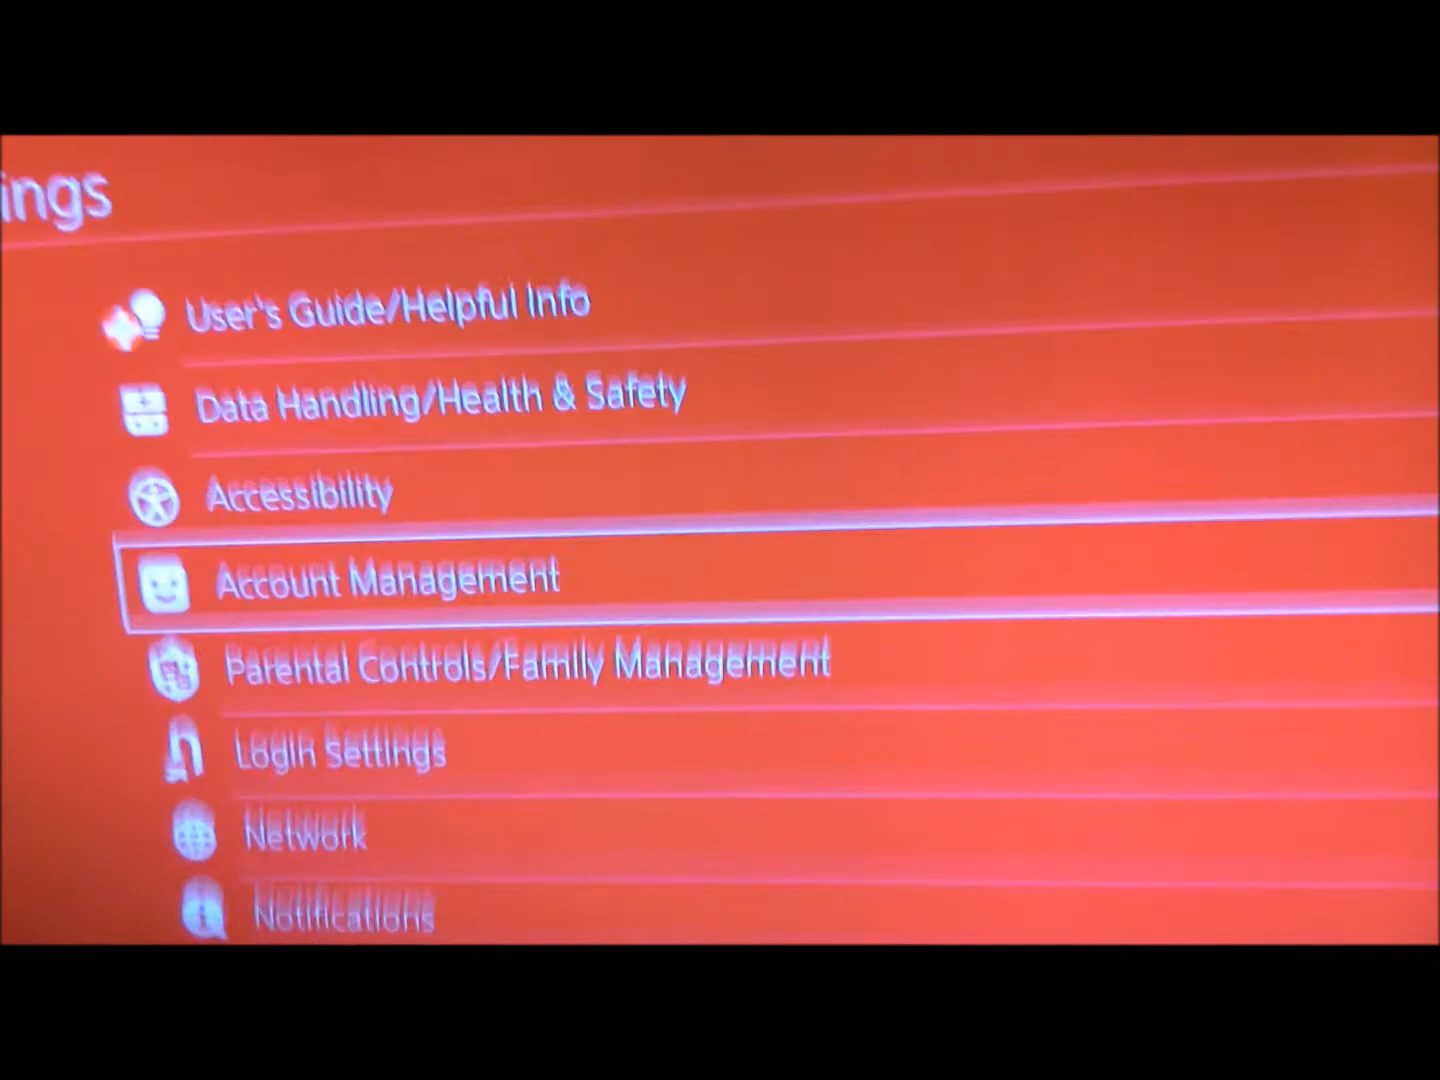 ings
User's Guide/Helpful Info
Data Handling/Health & Safety
Accessibility
Account Management
Parental Controls/Family Management
Login Settings
Network
Notifications